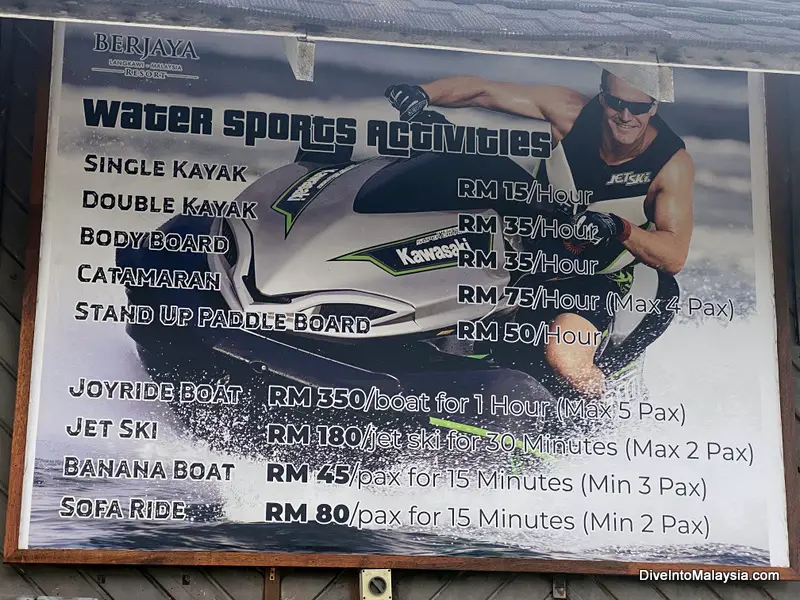 BERJAYA
LANGKAWI - MALAYSIA
RESORT
Water Sports Activities
JETSKI
Single Kayak RM 15/Hour
Double Kayak RM 35/Hour
Body Board RM 35/Hour
Kawasaki
Catamaran RM 75/Hour (Max 4 Pax)
Stand Up Paddle Board RM 50/Hour
Joyride Boat RM 350/boat for 1 Hour (Max 5 Pax)
Jet Ski RM 180/jet ski for 30 Minutes (Max 2 Pax)
Banana Boat RM 45/pax for 15 Minutes (Min 3 Pax)
Sofa Ride RM 80/pax for 15 Minutes (Min 2 Pax)
DiveIntoMalaysia.com